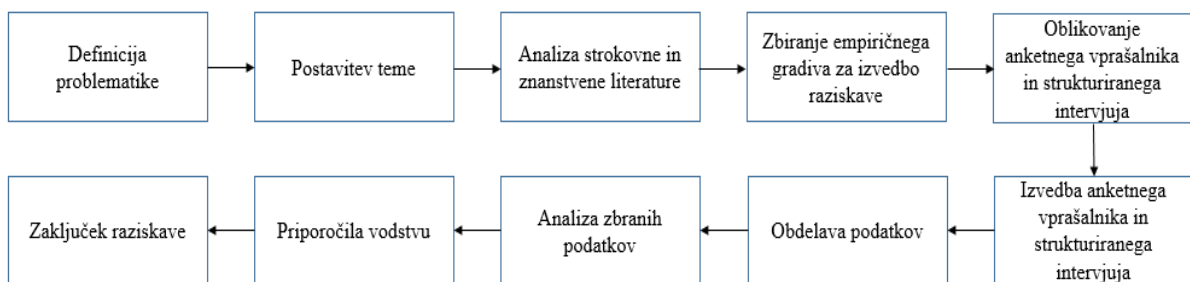 Definicija
problematike
Postavitev teme
Analiza strokovne in
znanstvene literature
Zbiranje empiričnega
gradiva za izvedbo
raziskave
Oblikovanje
anketnega vprašalnika
in strukturiranega
intervjuja
Izvedba anketnega
vprašalnika in
strukturiranega
intervjuja
Obdelava podatkov
Analiza zbranih
podatkov
Priporočila vodstvu
Zaključek raziskave